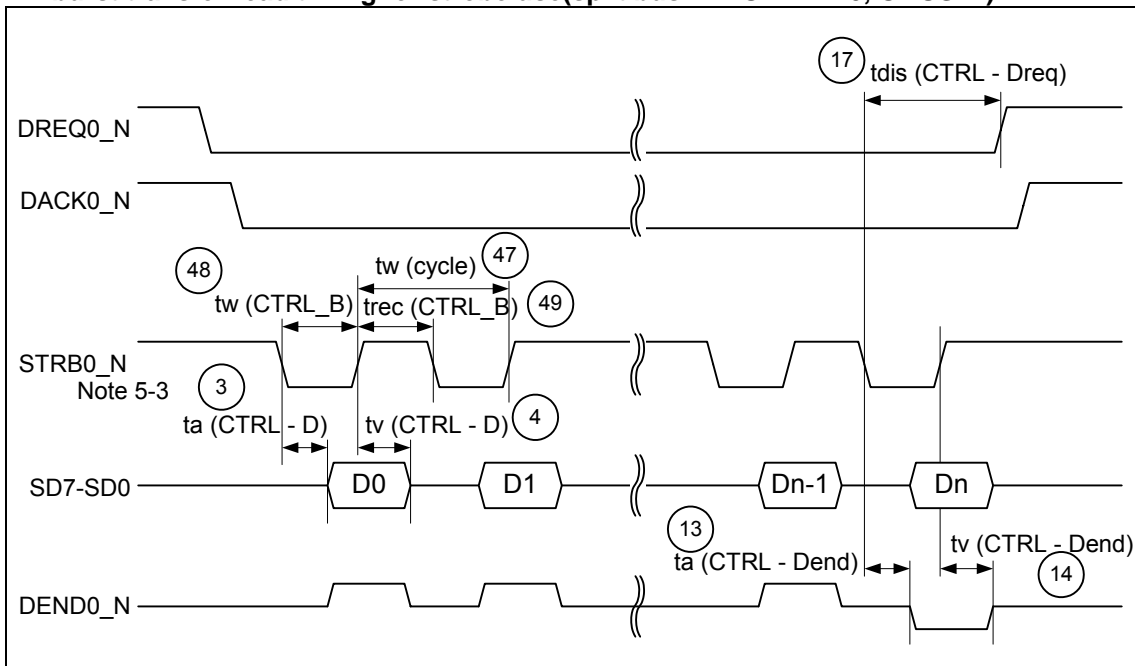 17
tdis (CTRL - Dreq)
DREQ0_N
DACK0_N
48
tw (cycle)
47
tw (CTRL_B)
trec (CTRL_B)
49
STRB0_N
Note 5-3
3
ta (CTRL - D)
tv (CTRL - D)
4
SD7-SD0
D0
D1
Dn-1
Dn
13
ta (CTRL - Dend)
tv (CTRL - Dend)
14
DEND0_N